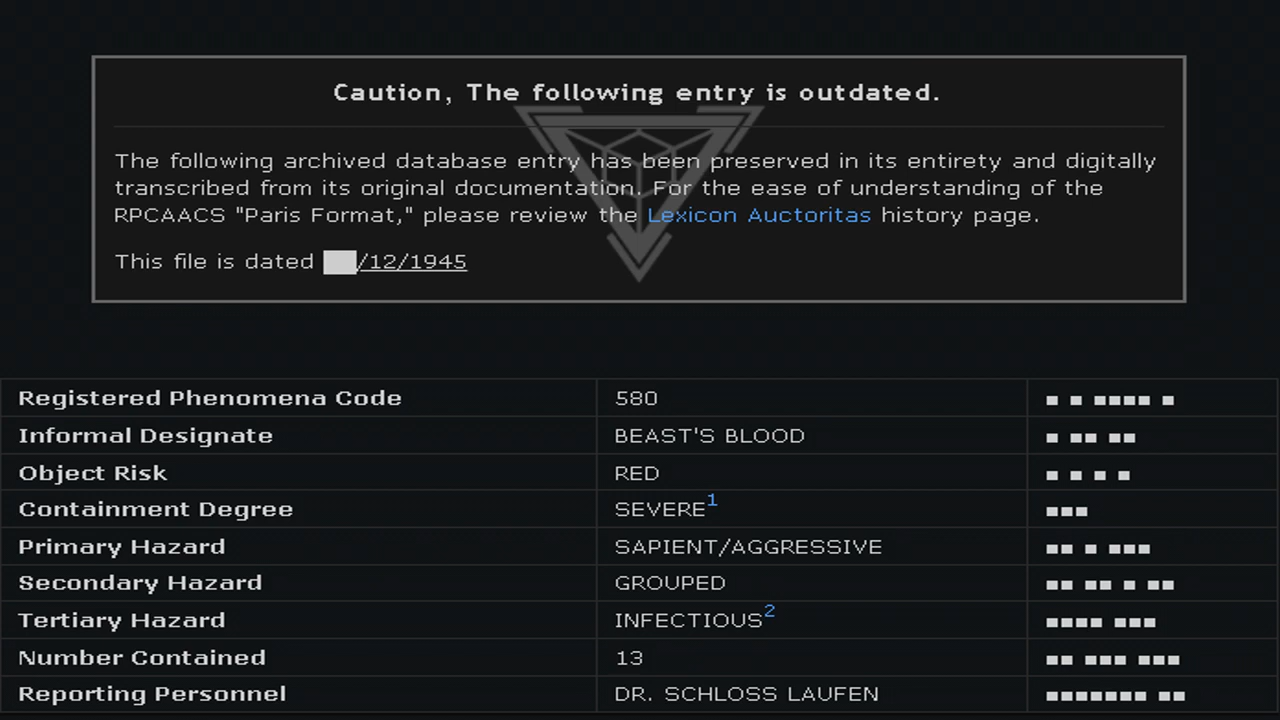 Caution, The following entry is outdated.
The following archived database entry has been preserved in its entirety and digitally
transcribed from its original documentation. For the ease of understanding of the
RPCAACS "Paris Format," please review the Lexicon Auctoritas history page.
This file is dated ██/12/1945
Registered Phenomena Code 580 ▪ ▪ ▪▪▪▪ ▪
Informal Designate BEAST'S BLOOD ▪ ▪▪ ▪▪
Object Risk RED ▪ ▪ ▪ ▪
Containment Degree SEVERE1 ▪▪▪
Primary Hazard SAPIENT/AGGRESSIVE ▪▪ ▪ ▪▪▪
Secondary Hazard GROUPED ▪▪ ▪▪ ▪ ▪▪
Tertiary Hazard INFECTIOUS2 ▪▪▪▪ ▪▪▪
Number Contained 13 ▪▪ ▪▪▪ ▪▪▪
Reporting Personnel DR. SCHLOSS LAUFEN ▪▪▪▪▪▪▪ ▪▪